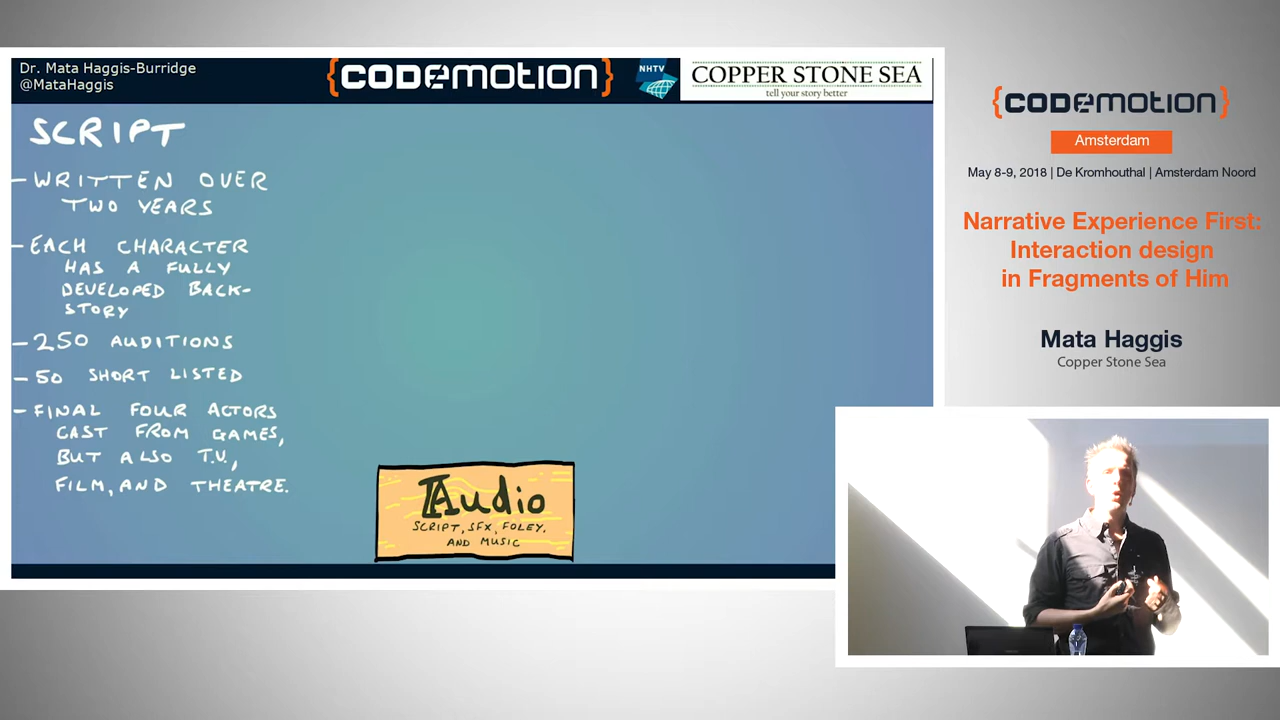 Dr. Mata Haggis-Burridge
@MataHaggis
{CODEMOTION}
NHTV
COPPER STONE SEA
tell your story better
SCRIPT
- WRITTEN OVER
TWO YEARS
- EACH CHARACTER
HAS A FULLY
DEVELOPED BACK-
STORY
- 250 AUDITIONS
- 50 SHORT LISTED
- FINAL FOUR ACTORS
CAST FROM GAMES,
BUT ALSO T.V.,
FILM, AND THEATRE.
Audio
SCRIPT, SFX, FOLEY,
AND MUSIC
{CODEMOTION}
Amsterdam
May 8-9, 2018 | De Kromhouthal | Amsterdam Noord
Narrative Experience First:
Interaction design
in Fragments of Him
Mata Haggis
Copper Stone Sea